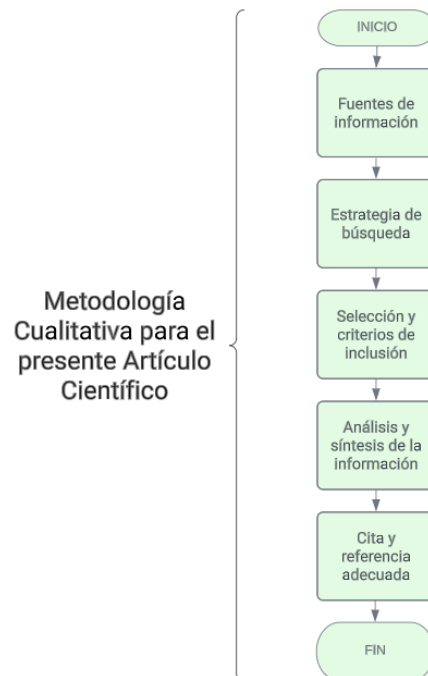 INICIO
Fuentes de
información
Estrategia de
búsqueda
Metodología
Cualitativa para el
presente Artículo
Científico
Selección y
criterios de
inclusión
Análisis y
síntesis de la
información
Cita y
referencia
adecuada
FIN